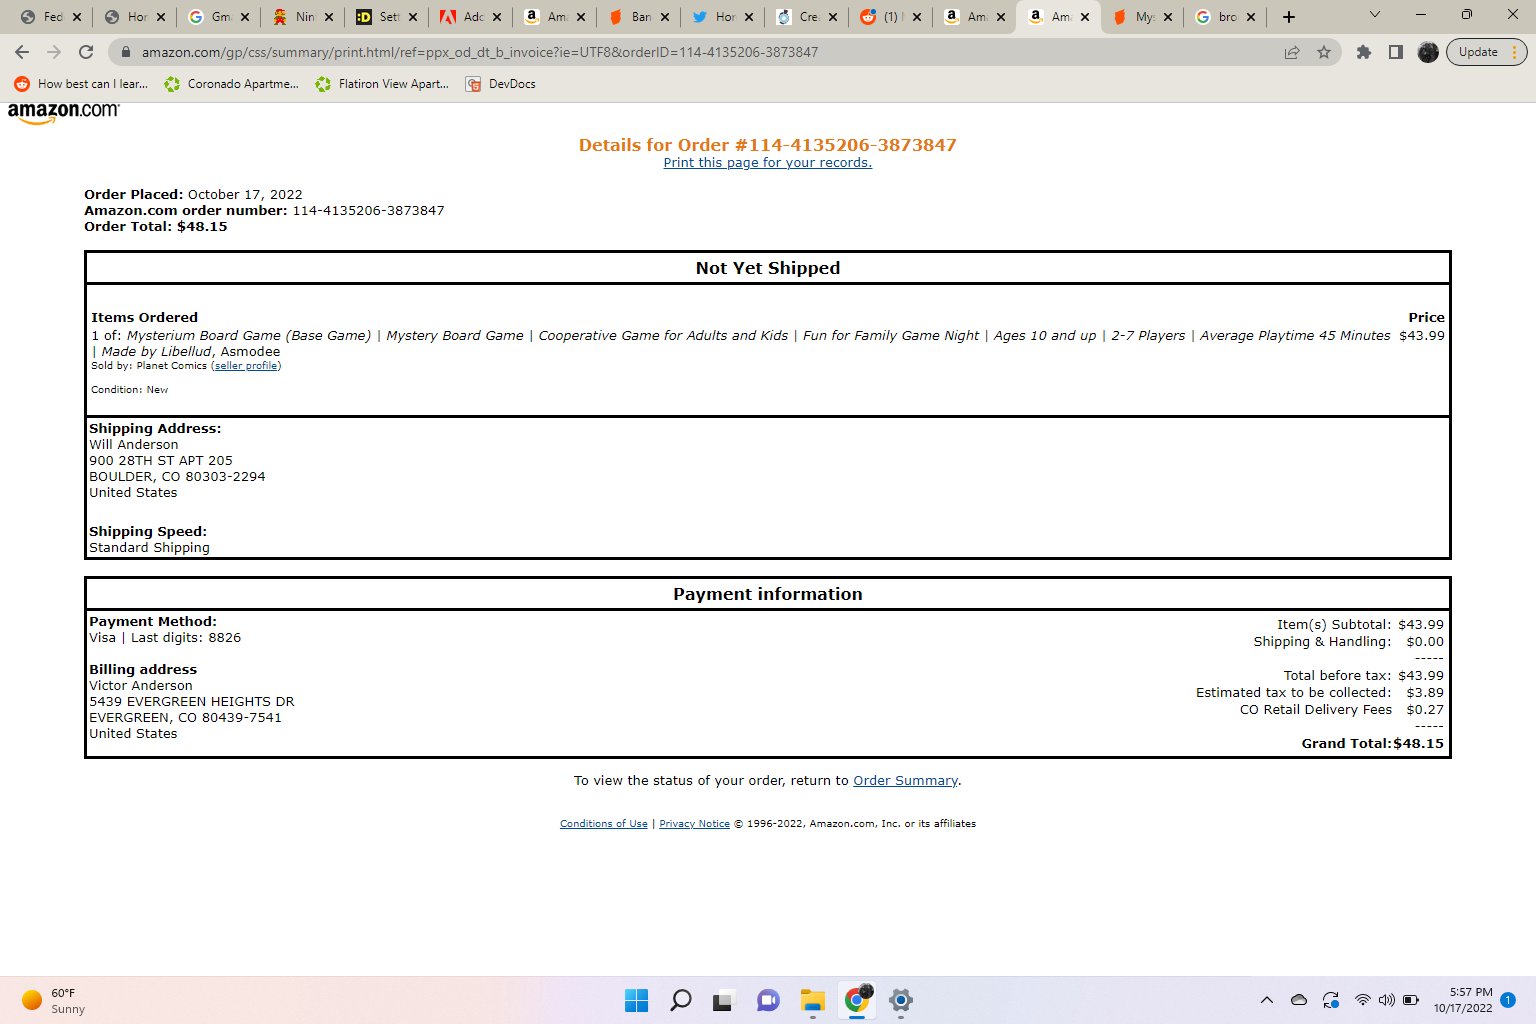 Fed
Hor
Gma
Nin
Sett
Adc
Ama
Ban
Hor
Crea
(1)
Ama
Ama
Mys
bro
amazon.com/gp/css/summary/print.html/ref=ppx_od_dt_b_invoice?ie=UTF8&orderID=114-4135206-3873847
Update
How best can I lear...
Coronado Apartme...
Flatiron View Apart...
DevDocs
amazon.com
Details for Order #114-4135206-3873847
Print this page for your records.
Order Placed: October 17, 2022
Amazon.com order number: 114-4135206-3873847
Order Total: $48.15
Not Yet Shipped
Items Ordered Price
1 of: Mysterium Board Game (Base Game) | Mystery Board Game | Cooperative Game for Adults and Kids | Fun for Family Game Night | Ages 10 and up | 2-7 Players | Average Playtime 45 Minutes $43.99
| Made by Libellud, Asmodee
Sold by: Planet Comics (seller profile)
Condition: New
Shipping Address:
Will Anderson
900 28TH ST APT 205
BOULDER, CO 80303-2294
United States
Shipping Speed:
Standard Shipping
Payment information
Payment Method:
Visa | Last digits: 8826
Billing address
Victor Anderson
5439 EVERGREEN HEIGHTS DR
EVERGREEN, CO 80439-7541
United States
Item(s) Subtotal: $43.99
Shipping & Handling: $0.00
-----
Total before tax: $43.99
Estimated tax to be collected: $3.89
CO Retail Delivery Fees $0.27
-----
Grand Total: $48.15
To view the status of your order, return to Order Summary.
Conditions of Use | Privacy Notice © 1996-2022, Amazon.com, Inc. or its affiliates
60°F
Sunny
5:57 PM
10/17/2022
1